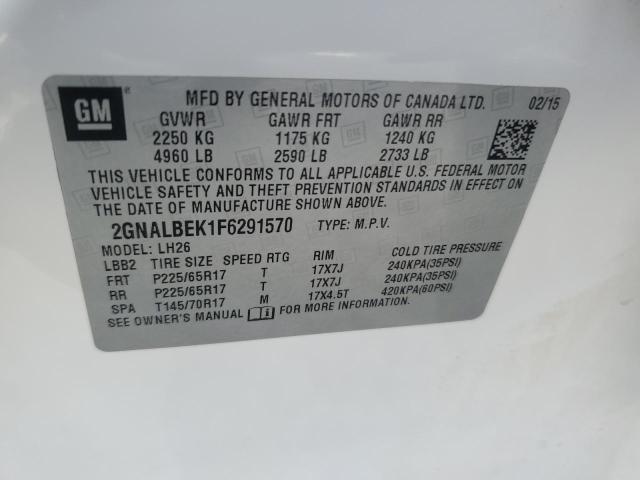 GM
MFD BY GENERAL MOTORS OF CANADA LTD. 02/15
GVWR GAWR FRT GAWR RR
2250 KG 1175 KG 1240 KG
4960 LB 2590 LB 2733 LB
THIS VEHICLE CONFORMS TO ALL APPLICABLE U.S. FEDERAL MOTOR
VEHICLE SAFETY AND THEFT PREVENTION STANDARDS IN EFFECT ON
THE DATE OF MANUFACTURE SHOWN ABOVE.
2GNALBEK1F6291570 TYPE: M.P.V.
MODEL: LH26
LBB2 TIRE SIZE SPEED RTG RIM COLD TIRE PRESSURE
FRT P225/65R17 T 17X7J 240KPA(35PSI)
RR P225/65R17 T 17X7J 240KPA(35PSI)
SPA T145/70R17 M 17X4.5T 420KPA(60PSI)
SEE OWNER'S MANUAL FOR MORE INFORMATION.